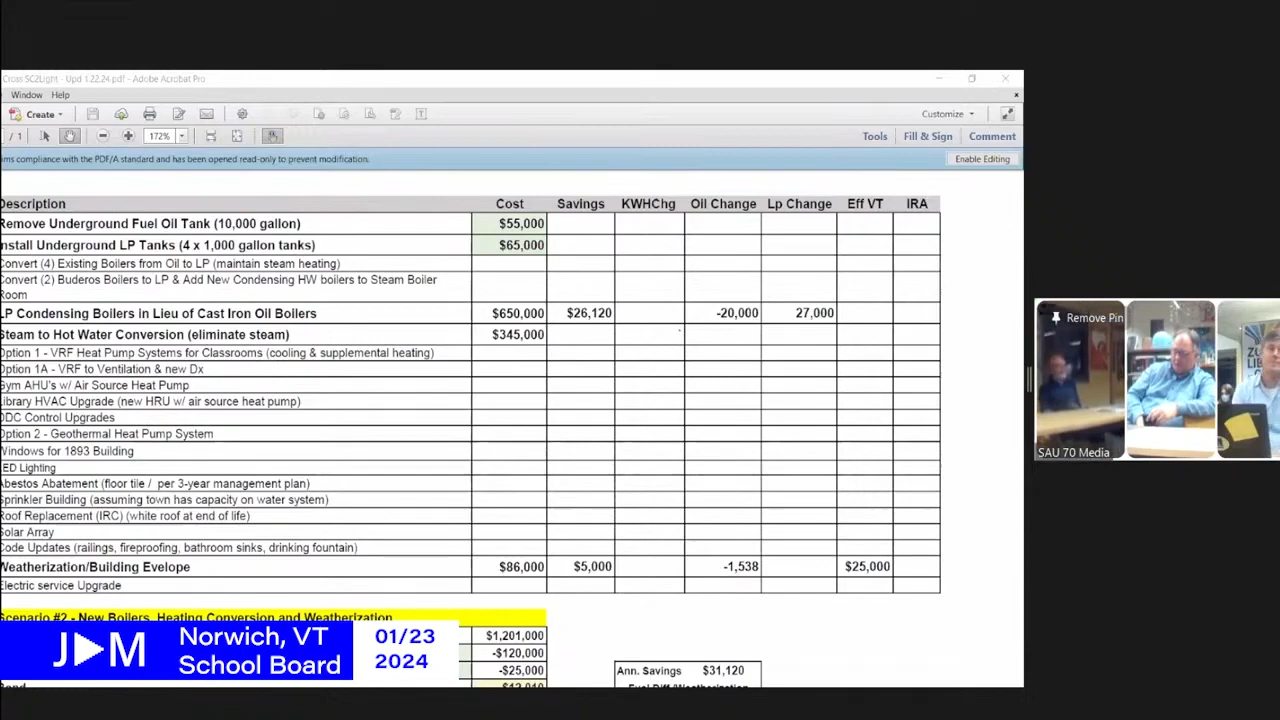 Cross SC2Light - Upd 1.22.24.pdf - Adobe Acrobat Pro
Window Help
Create Customize
/ 1 172% Tools Fill & Sign Comment
ms compliance with the PDF/A standard and has been opened read-only to prevent modification. Enable Editing
Description Cost Savings KWHChg Oil Change Lp Change Eff VT IRA
Remove Underground Fuel Oil Tank (10,000 gallon) $55,000
nstall Underground LP Tanks (4 x 1,000 gallon tanks) $65,000
Convert (4) Existing Boilers from Oil to LP (maintain steam heating)
Convert (2) Buderos Boilers to LP & Add New Condensing HW boilers to Steam Boiler
Room
LP Condensing Boilers in Lieu of Cast Iron Oil Boilers $650,000 $26,120 -20,000 27,000
Steam to Hot Water Conversion (eliminate steam) $345,000
Option 1 - VRF Heat Pump Systems for Classrooms (cooling & supplemental heating)
Option 1A - VRF to Ventilation & new Dx
Gym AHU's w/ Air Source Heat Pump
Library HVAC Upgrade (new HRU w/ air source heat pump)
DDC Control Upgrades
Option 2 - Geothermal Heat Pump System
Windows for 1893 Building
LED Lighting
Abestos Abatement (floor tile / per 3-year management plan)
Sprinkler Building (assuming town has capacity on water system)
Roof Replacement (IRC) (white roof at end of life)
Solar Array
Code Updates (railings, fireproofing, bathroom sinks, drinking fountain)
Weatherization/Building Evelope $86,000 $5,000 -1,538 $25,000
Electric service Upgrade
Scenario #2 - New Boilers, Heating Conversion and Weatherization
$1,201,000
-$120,000
-$25,000
Ann. Savings $31,120
Remove Pin
SAU 70 Media
J M
Norwich, VT
School Board
01/23
2024